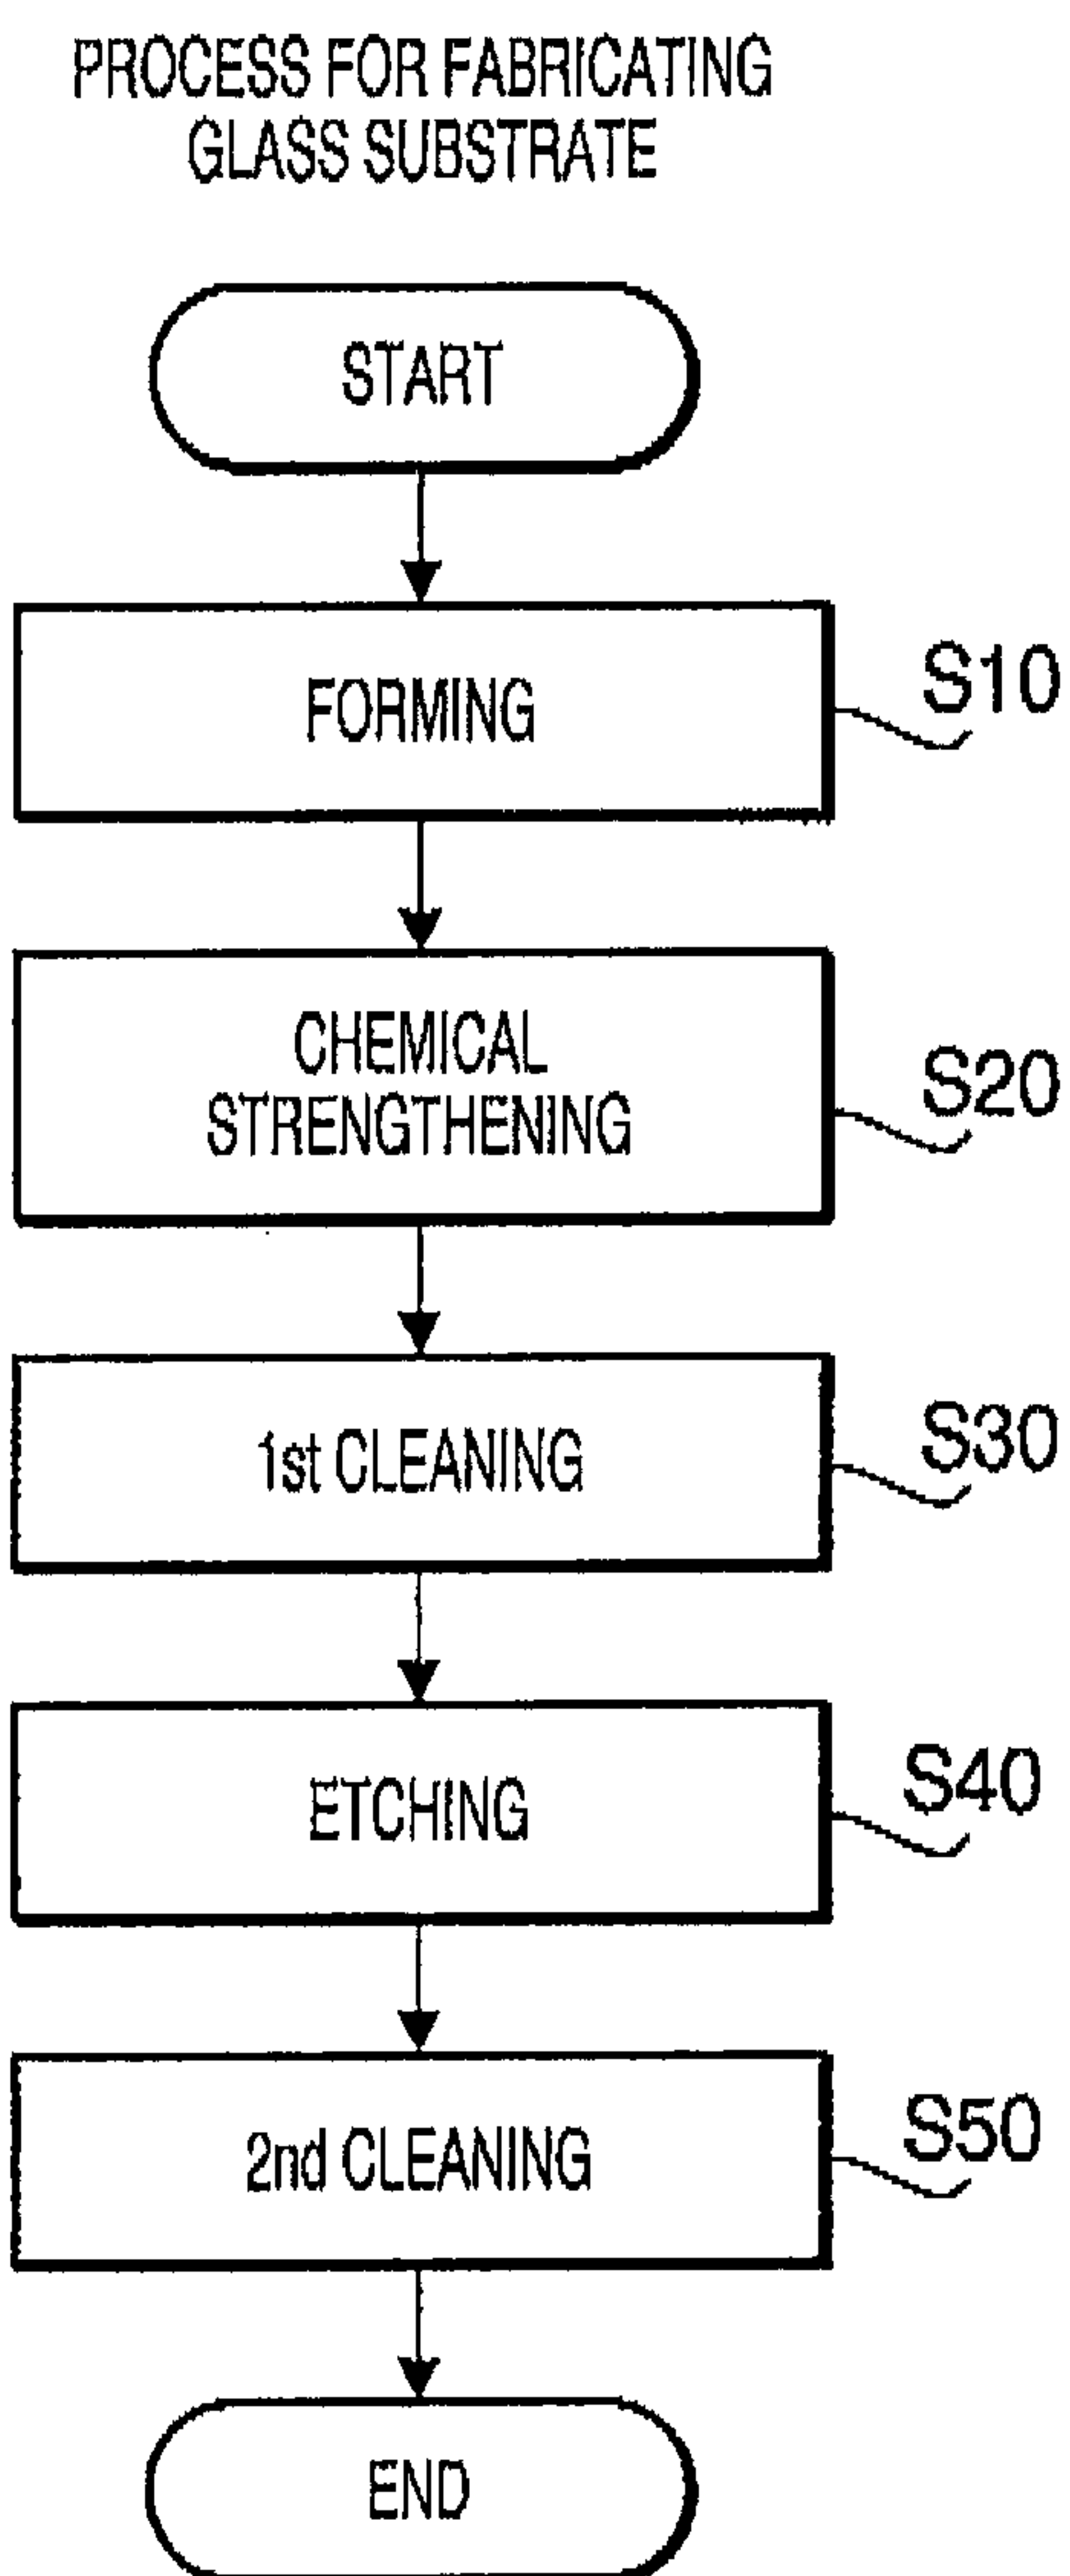 PROCESS FOR FABRICATING
GLASS SUBSTRATE
START
FORMING
S10
CHEMICAL
STRENGTHENING
S20
1st CLEANING
S30
ETCHING
S40
2nd CLEANING
S50
END